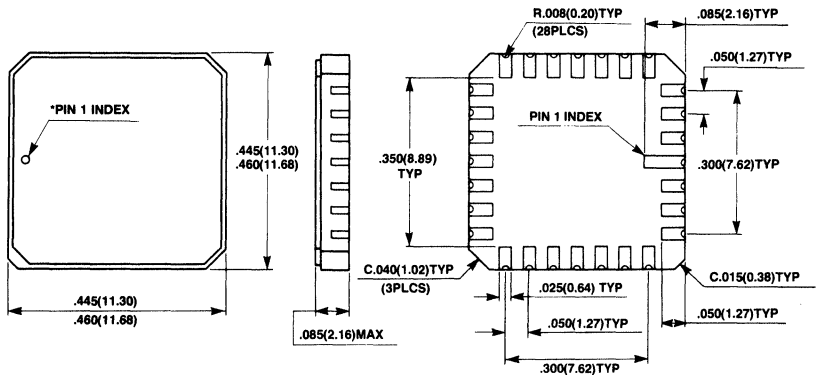 R.008(0.20)TYP
(28PLCS)
.085(2.16)TYP
.050(1.27)TYP
*PIN 1 INDEX
PIN 1 INDEX
.445(11.30)
.460(11.68)
.350(8.89)
TYP
.300(7.62)TYP
C.040(1.02)TYP
(3PLCS)
.025(0.64) TYP
C.015(0.38)TYP
.445(11.30)
.460(11.68)
.085(2.16)MAX
.050(1.27)TYP
.050(1.27)TYP
.300(7.62)TYP